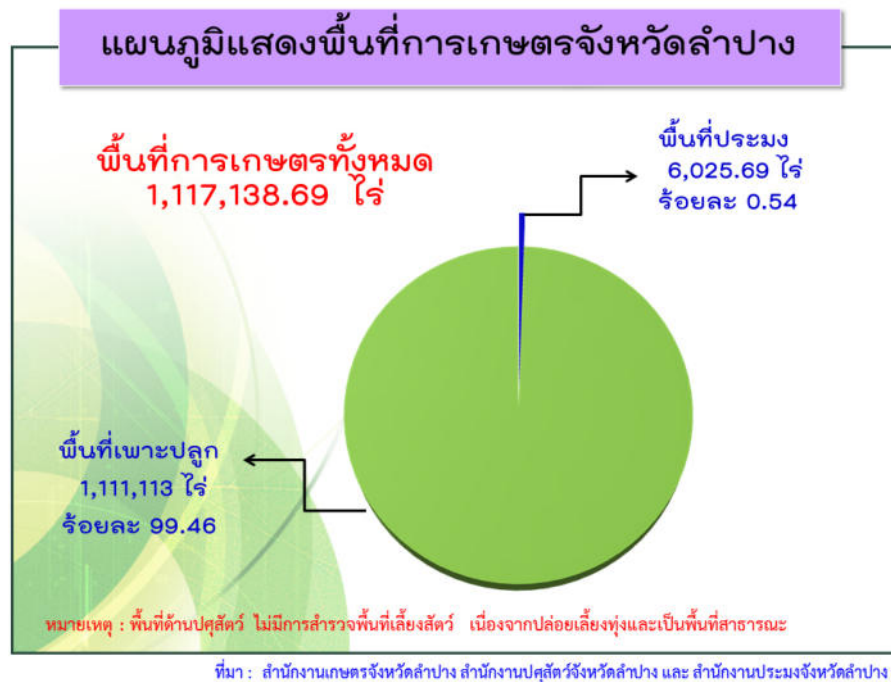 แผนภูมิแสดงพื้นที่การเกษตรจังหวัดลำปาง
พื้นที่การเกษตรทั้งหมด
1,117,138.69 ไร่
พื้นที่ประมง
6,025.69 ไร่
ร้อยละ 0.54
พื้นที่เพาะปลูก
1,111,113 ไร่
ร้อยละ 99.46
หมายเหตุ : พื้นที่ด้านปศุสัตว์ ไม่มีการสำรวจพื้นที่เลี้ยงสัตว์ เนื่องจากปล่อยเลี้ยงทุ่งและเป็นพื้นที่สาธารณะ
ที่มา : สำนักงานเกษตรจังหวัดลำปาง สำนักงานปศุสัตว์จังหวัดลำปาง และ สำนักงานประมงจังหวัดลำปาง